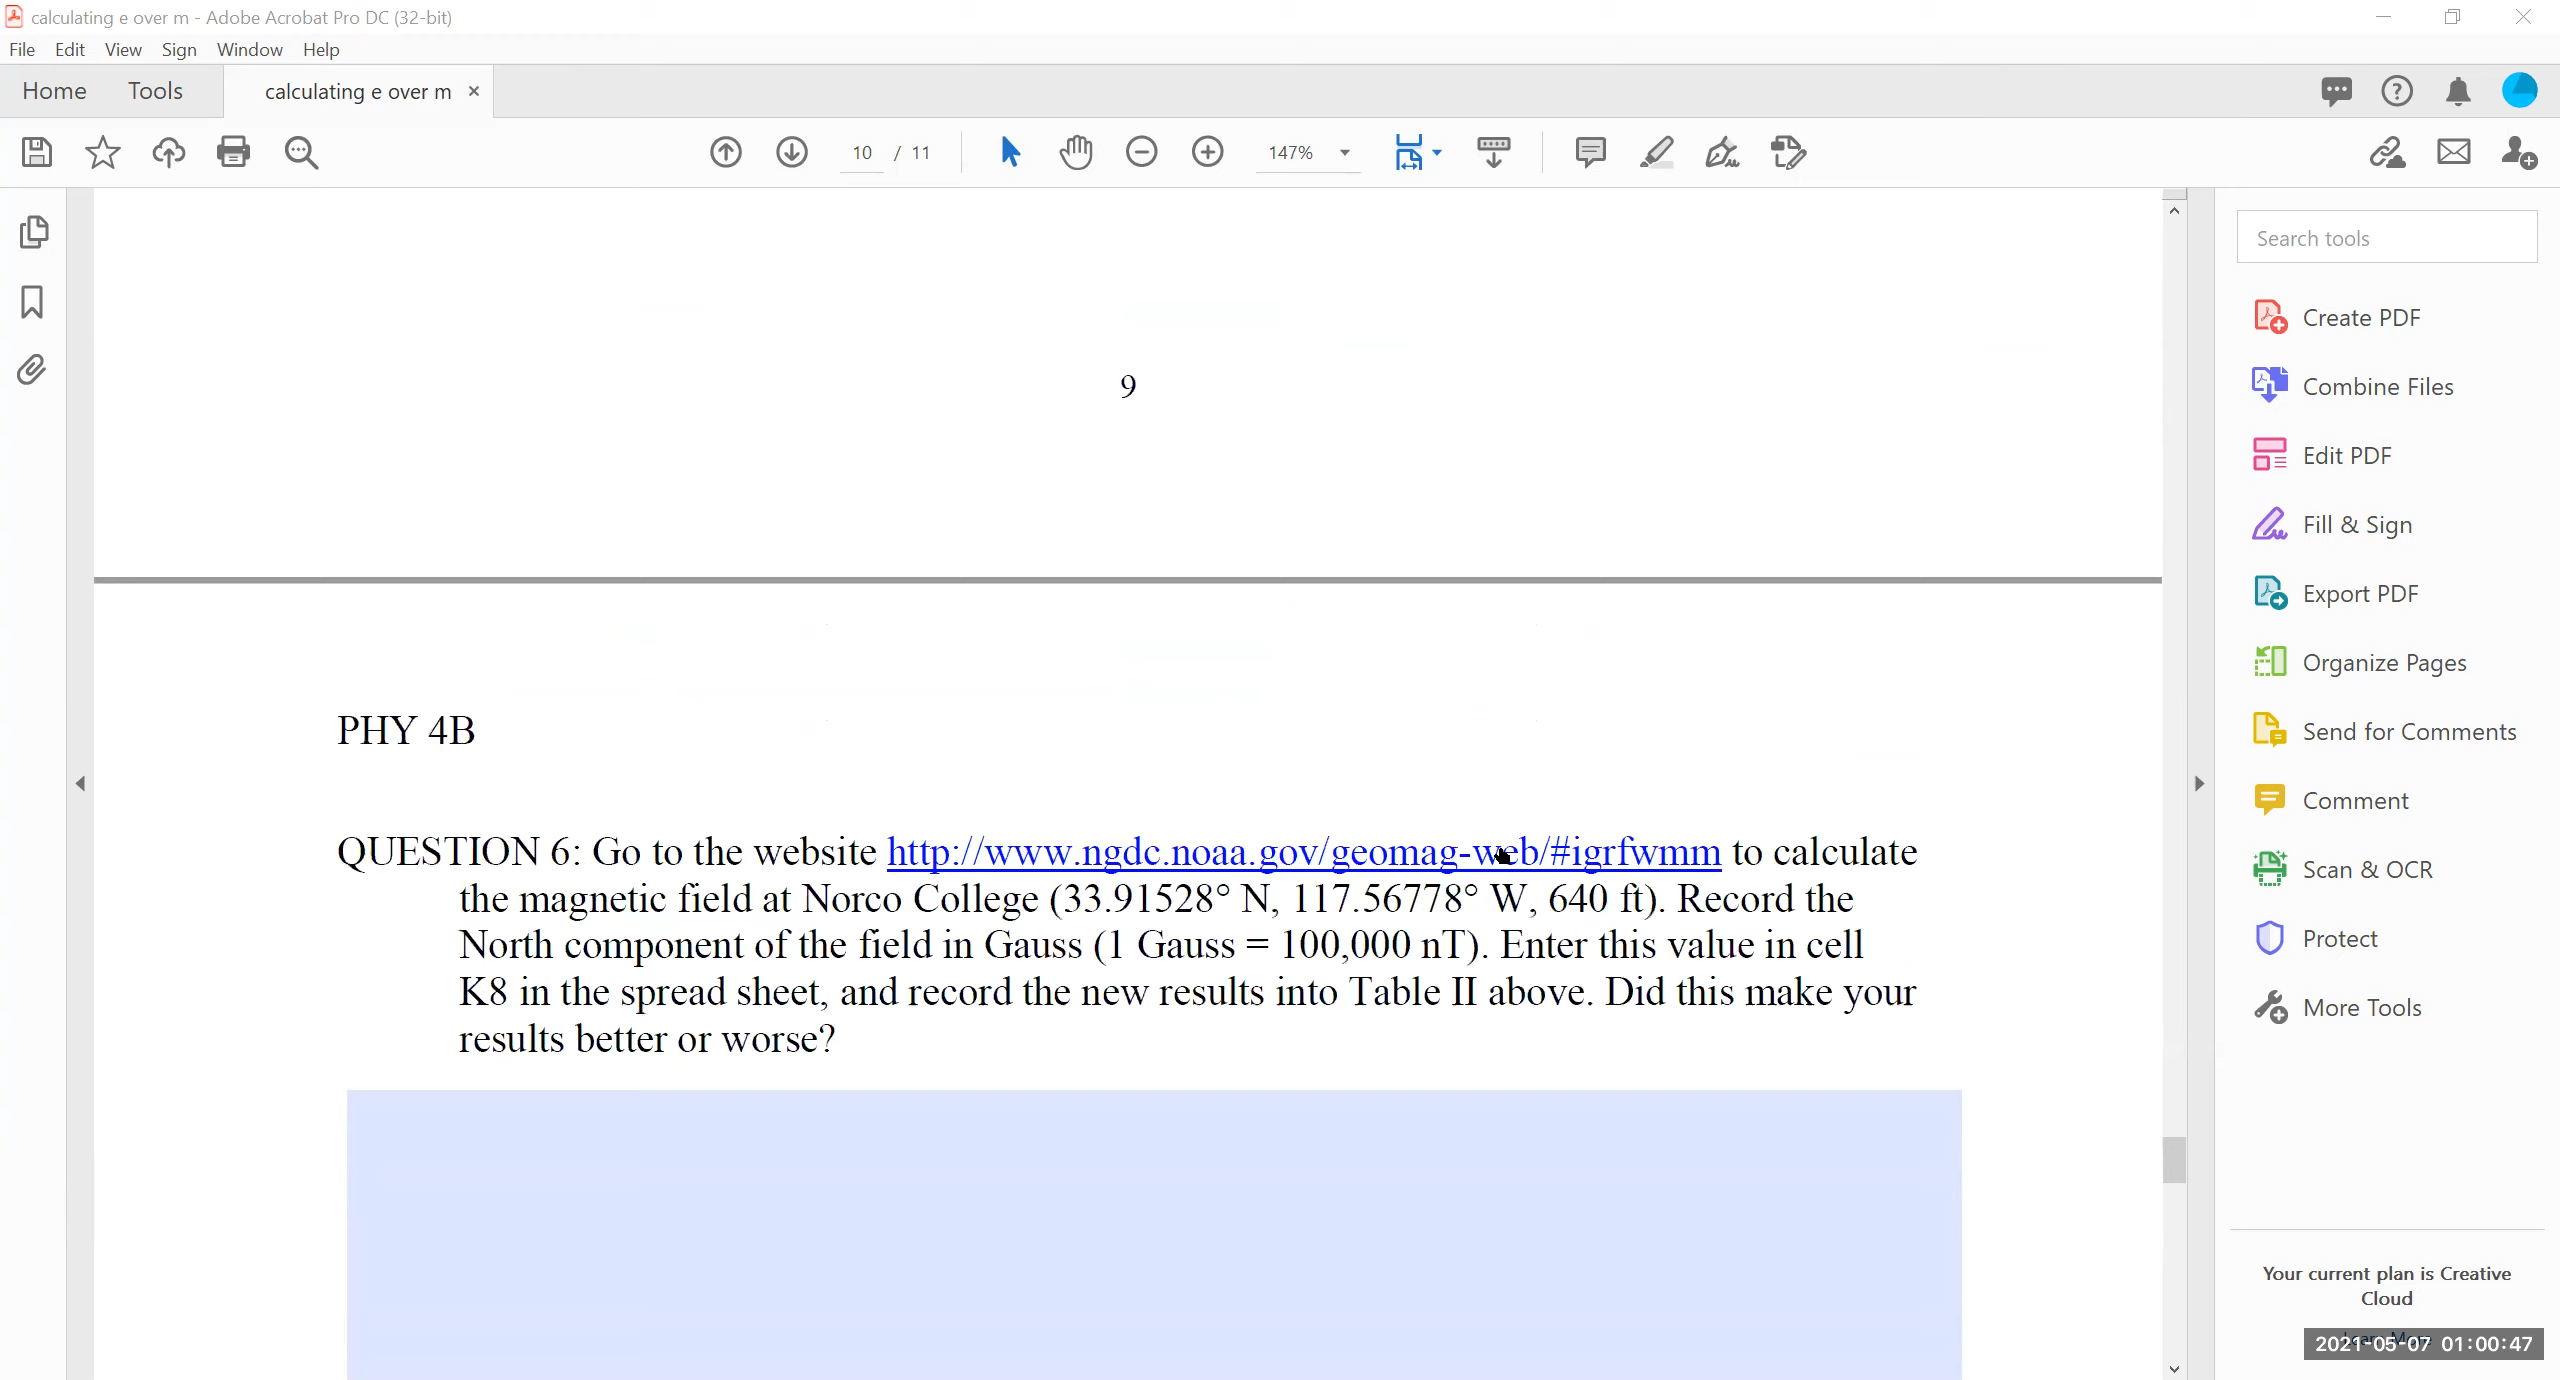 calculating e over m - Adobe Acrobat Pro DC (32-bit)
File Edit View Sign Window Help
Home Tools calculating e over m ×
10 / 11 147%
Search tools
Create PDF
Combine Files
Edit PDF
Fill & Sign
Export PDF
Organize Pages
Send for Comments
Comment
Scan & OCR
Protect
More Tools
Your current plan is Creative
Cloud
2021-05-07 01:00:47
9
PHY 4B
QUESTION 6: Go to the website http://www.ngdc.noaa.gov/geomag-web/#igrfwmm to calculate
the magnetic field at Norco College (33.91528° N, 117.56778° W, 640 ft). Record the
North component of the field in Gauss (1 Gauss = 100,000 nT). Enter this value in cell
K8 in the spread sheet, and record the new results into Table II above. Did this make your
results better or worse?